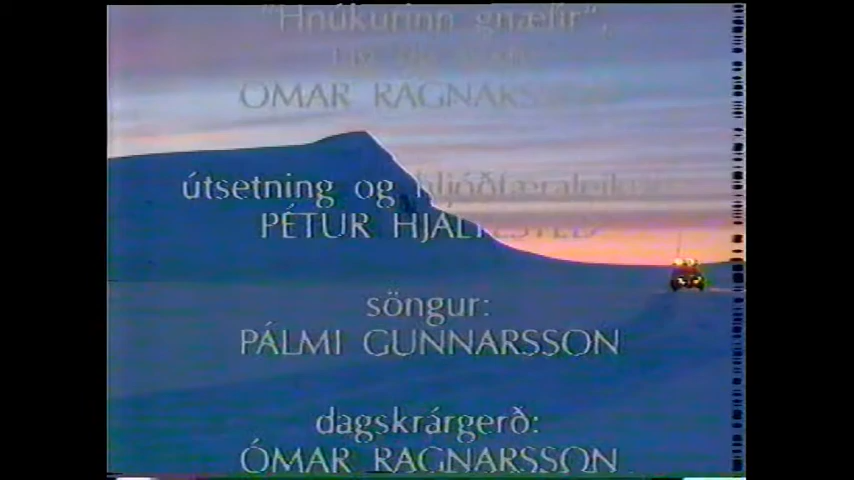 "Hnúkurinn gnæfir",
ÓMAR RAGNARSSON
útsetning og hljóðfæraleikur:
PÉTUR HJALTESTED
söngur:
PÁLMI GUNNARSSON
dagskrárgerð:
ÓMAR RAGNARSSON